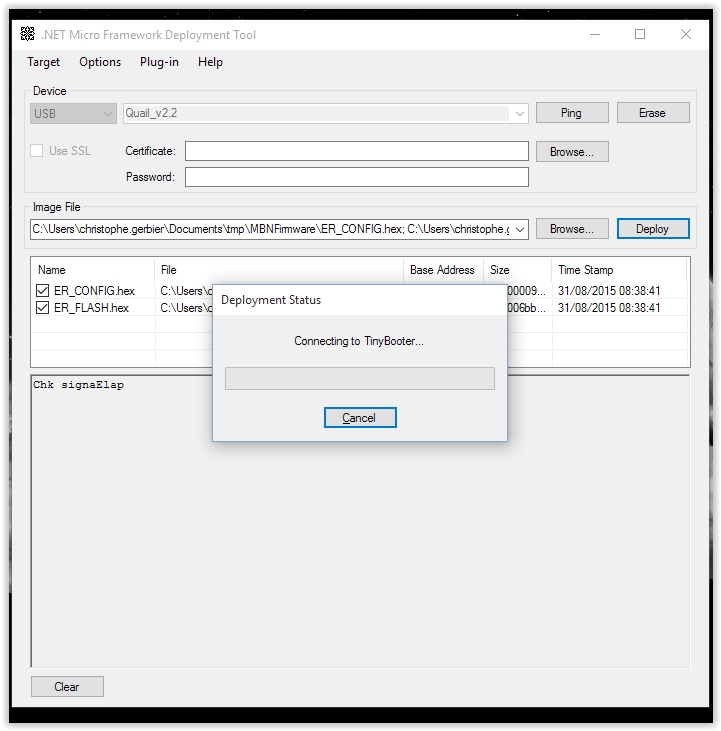 .NET Micro Framework Deployment Tool
Target Options Plug-in Help
Device
USB Quail_v2.2 Ping Erase
Use SSL Certificate: Browse...
Password:
Image File
C:\Users\christophe.gerbier\Documents\tmp\MBNFirmware\ER_CONFIG.hex; C:\Users\christophe.g Browse... Deploy
Name File Base Address Size Time Stamp
ER_CONFIG.hex C:\Users\c 00009... 31/08/2015 08:38:41
ER_FLASH.hex C:\Users\c 006bb... 31/08/2015 08:38:41
Deployment Status
Connecting to TinyBooter...
Cancel
Chk signaElap
Clear